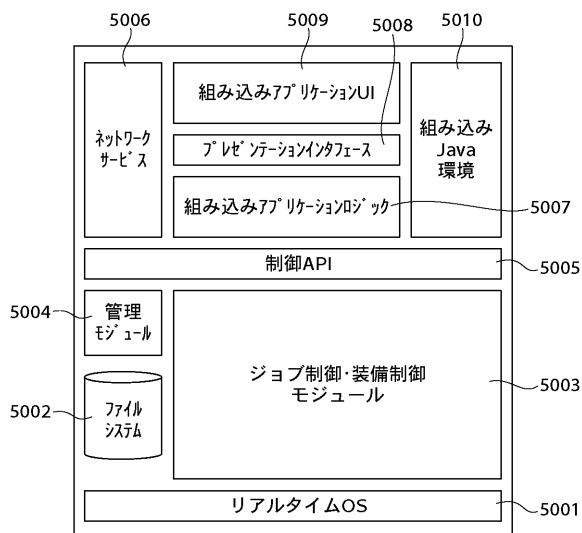 5006
5009
5008
5010
組み込みアプリケーションUI
ネットワーク
サービス
プレゼンテーションインタフェース
組み込み
Java
環境
組み込みアプリケーションロジック
5007
制御API
5005
5004
管理
モジュール
ジョブ制御・装備制御
モジュール
5003
5002
ファイル
システム
リアルタイムOS
5001